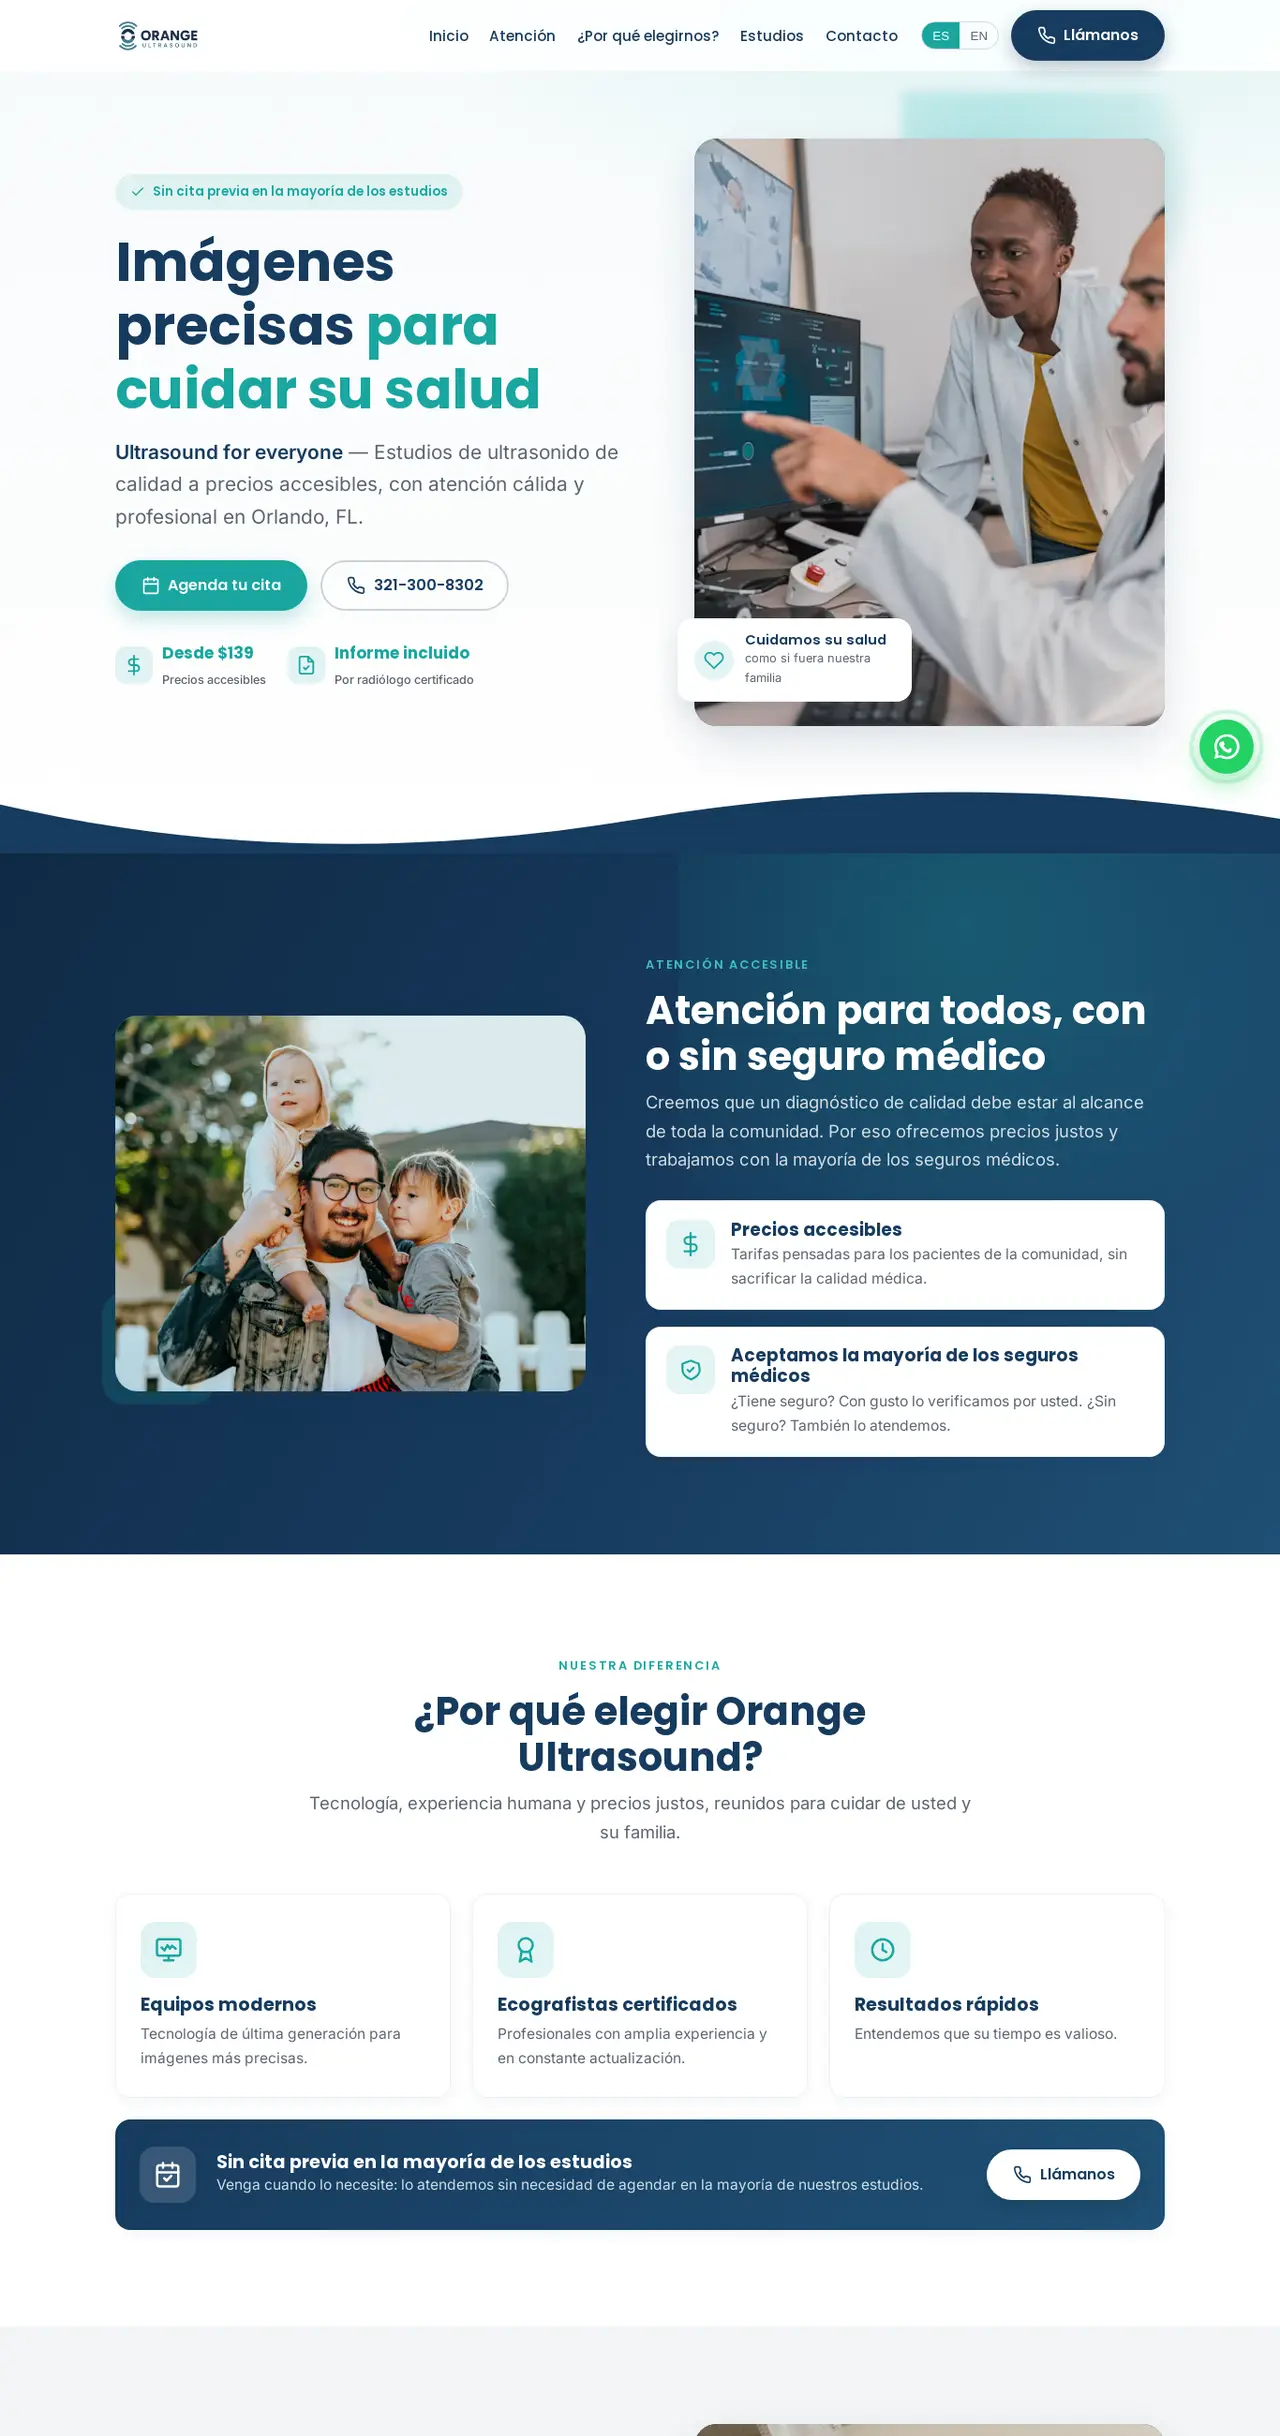 ORANGE
ULTRASOUND
Inicio
Atención
¿Por qué elegirnos?
Estudios
Contacto
ES
EN
Llámanos
Sin cita previa en la mayoría de los estudios
Imágenes
precisas para
cuidar su salud
Ultrasound for everyone — Estudios de ultrasonido de
calidad a precios accesibles, con atención cálida y
profesional en Orlando, FL.
Agenda tu cita
321-300-8302
Desde $139
Precios accesibles
Informe incluido
Por radiólogo certificado
Cuidamos su salud
como si fuera nuestra
familia
ATENCIÓN ACCESIBLE
Atención para todos, con
o sin seguro médico
Creemos que un diagnóstico de calidad debe estar al alcance
de toda la comunidad. Por eso ofrecemos precios justos y
trabajamos con la mayoría de los seguros médicos.
Precios accesibles
Tarifas pensadas para los pacientes de la comunidad, sin
sacrificar la calidad médica.
Aceptamos la mayoría de los seguros
médicos
¿Tiene seguro? Con gusto lo verificamos por usted. ¿Sin
seguro? También lo atendemos.
NUESTRA DIFERENCIA
¿Por qué elegir Orange
Ultrasound?
Tecnología, experiencia humana y precios justos, reunidos para cuidar de usted y
su familia.
Equipos modernos
Tecnología de última generación para
imágenes más precisas.
Ecografistas certificados
Profesionales con amplia experiencia y
en constante actualización.
Resultados rápidos
Entendemos que su tiempo es valioso.
Sin cita previa en la mayoría de los estudios
Venga cuando lo necesite: lo atendemos sin necesidad de agendar en la mayoría de nuestros estudios.
Llámanos